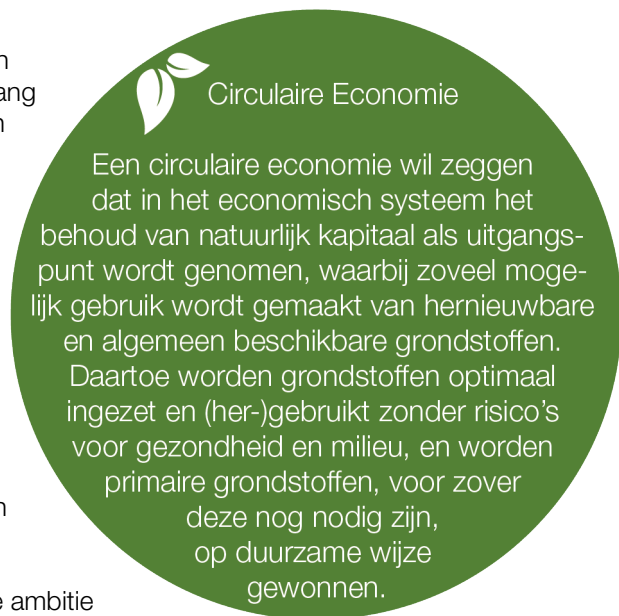 ang
Circulaire Economie
Een circulaire economie wil zeggen
dat in het economisch systeem het
behoud van natuurlijk kapitaal als uitgangs-
punt wordt genomen, waarbij zoveel moge-
lijk gebruik wordt gemaakt van hernieuwbare
en algemeen beschikbare grondstoffen.
Daartoe worden grondstoffen optimaal
ingezet en (her-)gebruikt zonder risico's
voor gezondheid en milieu, en worden
primaire grondstoffen, voor zover
deze nog nodig zijn,
op duurzame wijze
gewonnen.
ambitie